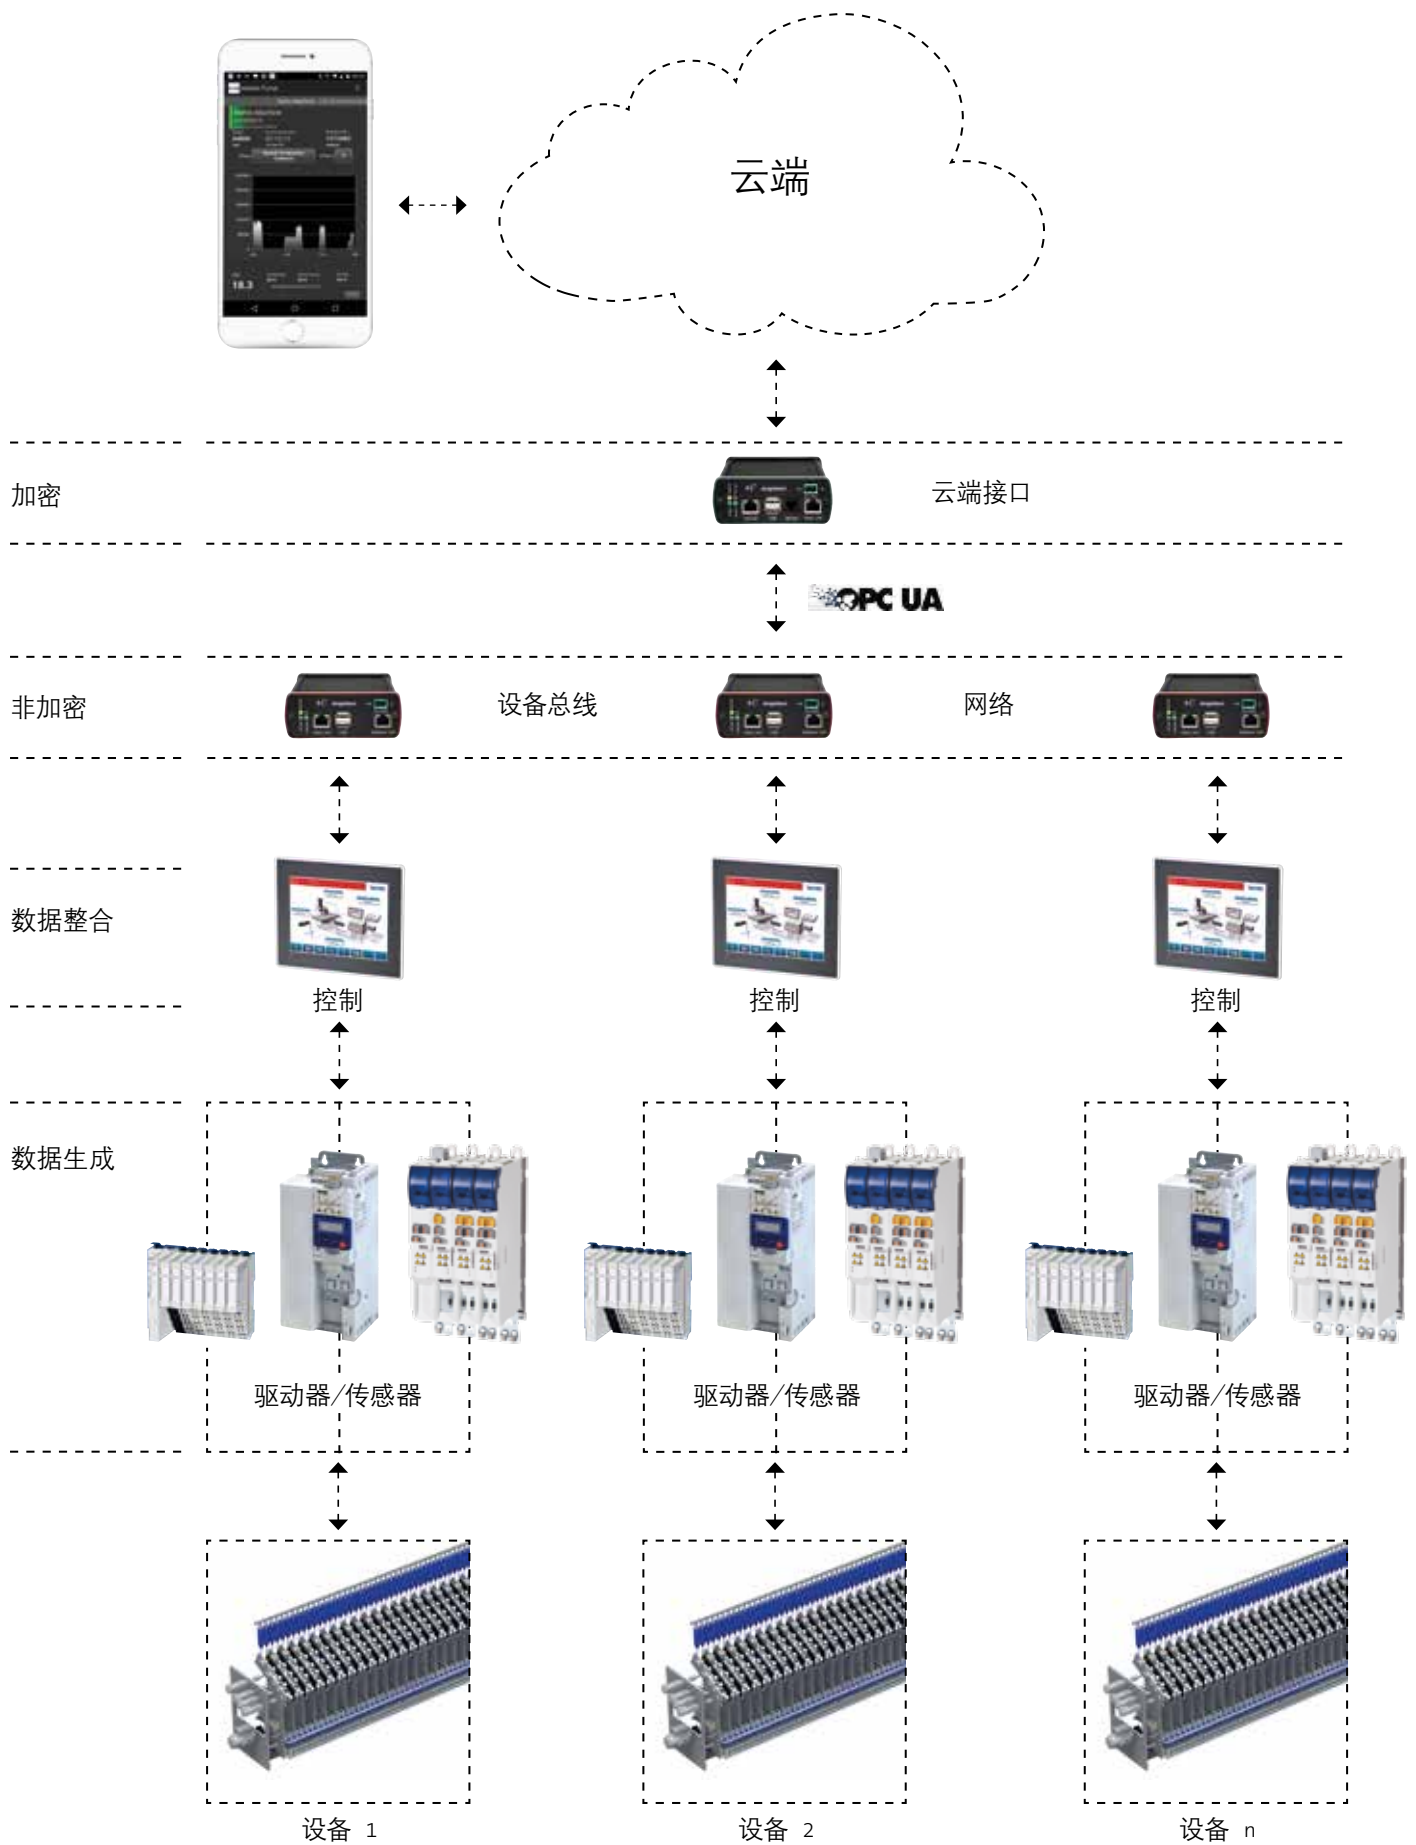 云端
18.3
加密
云端接口
OPC UA
非加密
设备总线
网络
数据整合
控制
控制
控制
数据生成
驱动器/传感器
驱动器/传感器
驱动器/传感器
设备 1
设备 2
设备 n